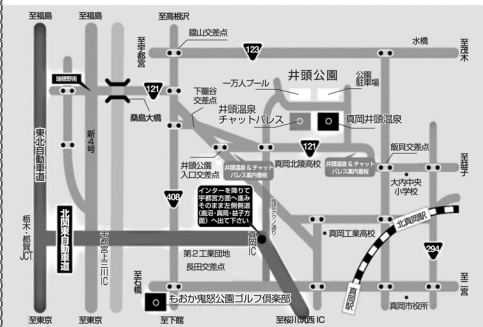 至福島
至福島
至高根沢
至宇都宮
鐺山交差点
123
水橋
至茂木
瑞穂野南
121
桑島大橋
下籠谷
交差点
一万人プール
井頭公園
公園
駐車場
井頭温泉
チャットパレス
真岡井頭温泉
東北自動車道
新4号
井頭公園
入口交差点
井頭温泉 & チャット
パレス案内看板
真岡北陵高校
121
井頭温泉 & チャット
パレス案内看板
飯貝交差点
至益子
大内中央
小学校
408
インターを降りて
宇都宮方面へ進み
そのまま左側側道
(鹿沼・真岡・益子方
面)へ出て下さい
北真岡駅
真岡工業高校
294
栃木・都賀
JCT
北関東自動車道
宇都宮上三川IC
第2工業団地
長田交差点
真岡IC
至石橋
もおか鬼怒公園ゴルフ倶楽部
真岡駅
真岡市役所
至二宮
至東京
至東京
至下館
至桜川筑西IC